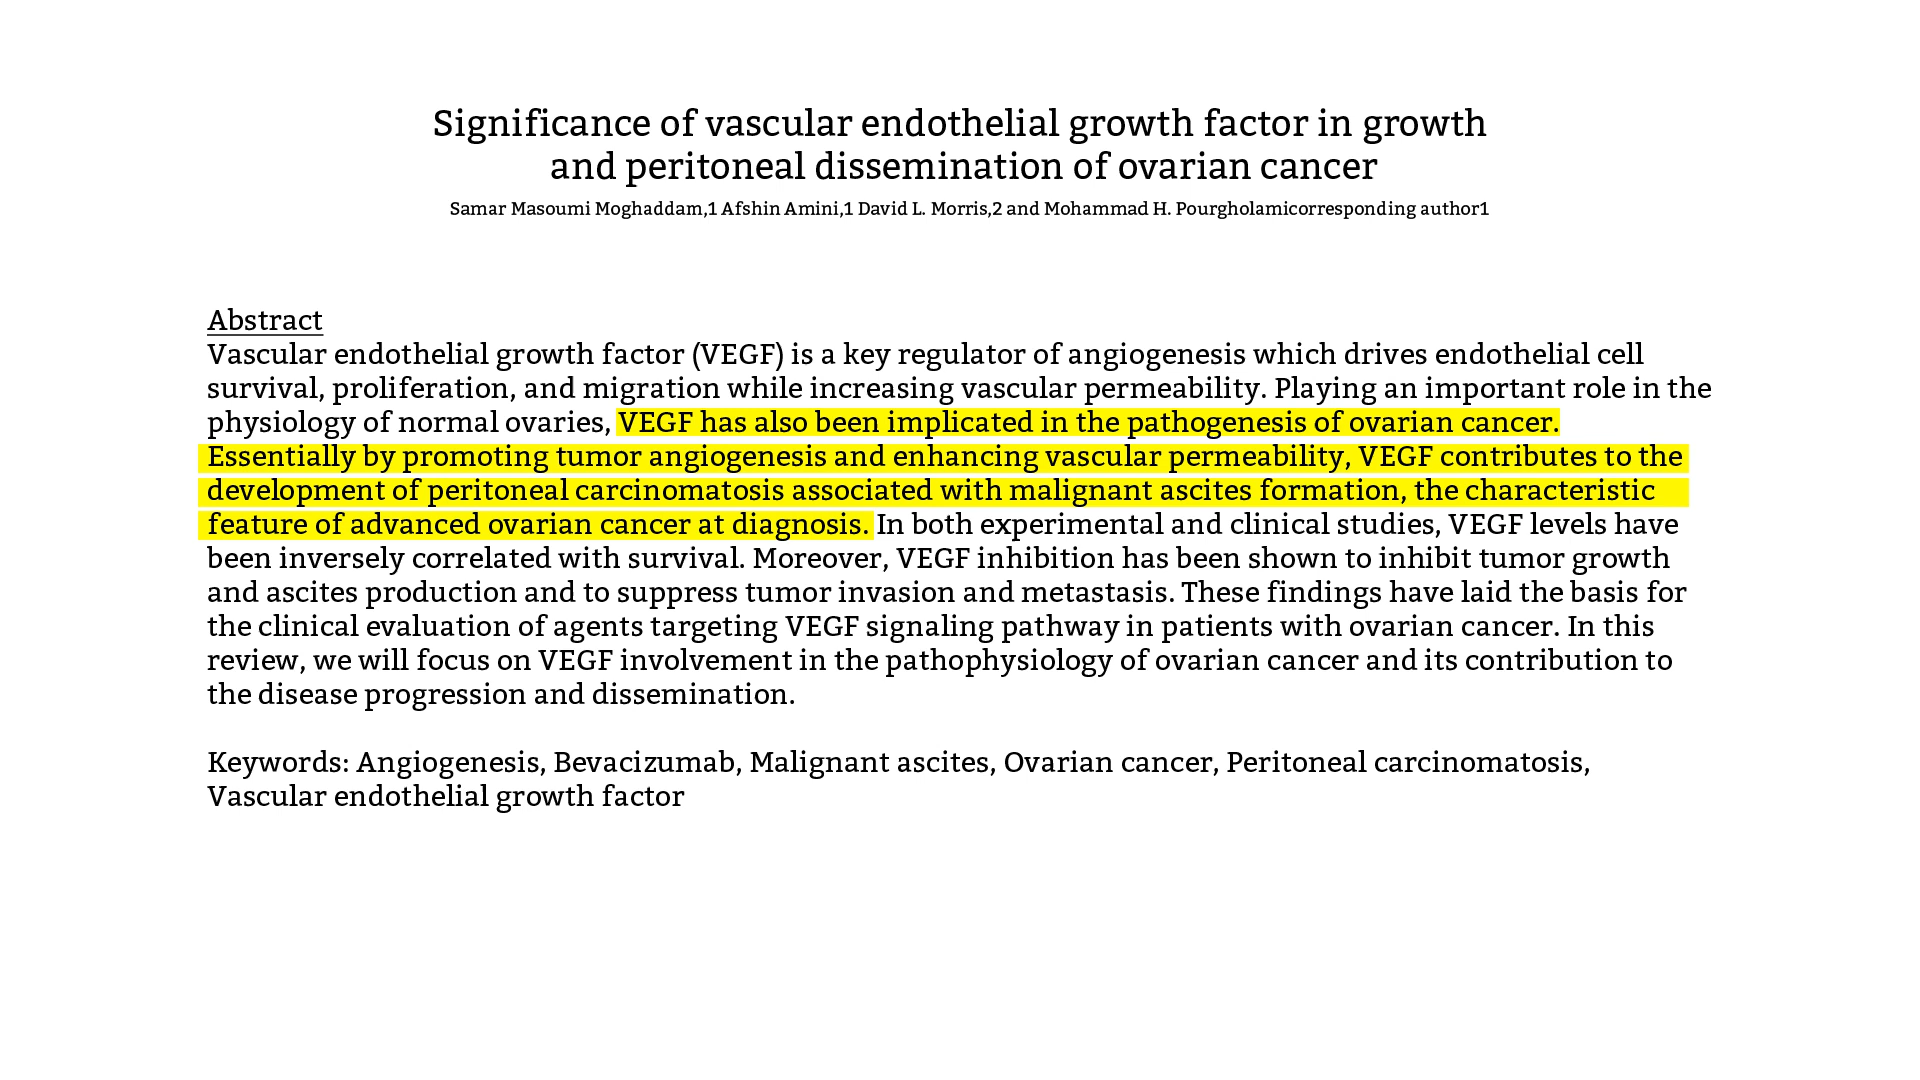 Significance of vascular endothelial growth factor in growth
and peritoneal dissemination of ovarian cancer
Samar Masoumi Moghaddam,1 Afshin Amini,1 David L. Morris,2 and Mohammad H. Pourgholamicorresponding author1
Abstract
Vascular endothelial growth factor (VEGF) is a key regulator of angiogenesis which drives endothelial cell
survival, proliferation, and migration while increasing vascular permeability. Playing an important role in the
physiology of normal ovaries, VEGF has also been implicated in the pathogenesis of ovarian cancer.
Essentially by promoting tumor angiogenesis and enhancing vascular permeability, VEGF contributes to the
development of peritoneal carcinomatosis associated with malignant ascites formation, the characteristic
feature of advanced ovarian cancer at diagnosis. In both experimental and clinical studies, VEGF levels have
been inversely correlated with survival. Moreover, VEGF inhibition has been shown to inhibit tumor growth
and ascites production and to suppress tumor invasion and metastasis. These findings have laid the basis for
the clinical evaluation of agents targeting VEGF signaling pathway in patients with ovarian cancer. In this
review, we will focus on VEGF involvement in the pathophysiology of ovarian cancer and its contribution to
the disease progression and dissemination.
Keywords: Angiogenesis, Bevacizumab, Malignant ascites, Ovarian cancer, Peritoneal carcinomatosis,
Vascular endothelial growth factor